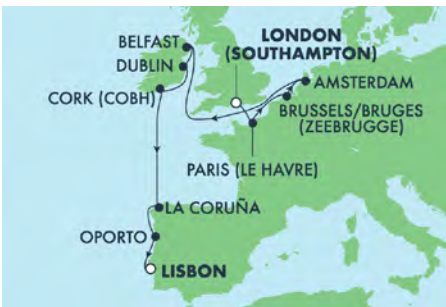 LONDON
(SOUTHAMPTON)
BELFAST
DUBLIN
CORK (COBH)
AMSTERDAM
BRUSSELS/BRUGES
(ZEEBRUGGE)
PARIS (LE HAVRE)
LA CORUÑA
OPORTO
LISBON